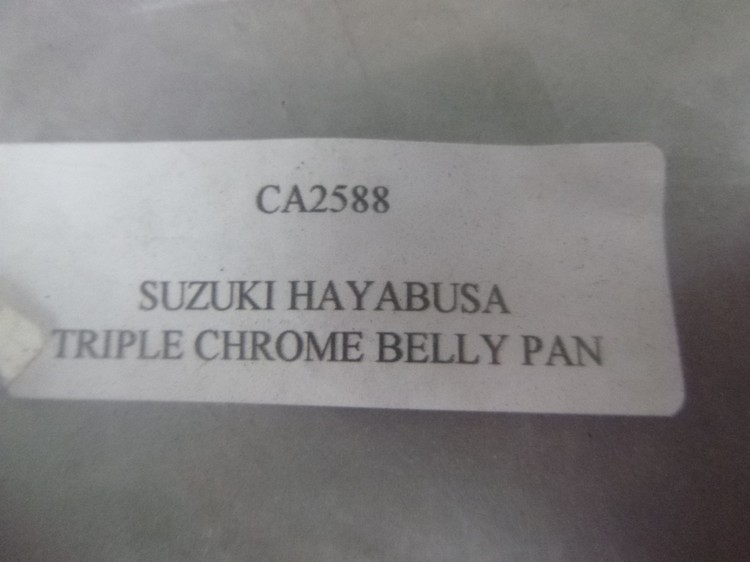 CA2588
SUZUKI HAYABUSA
TRIPLE CHROME BELLY PAN